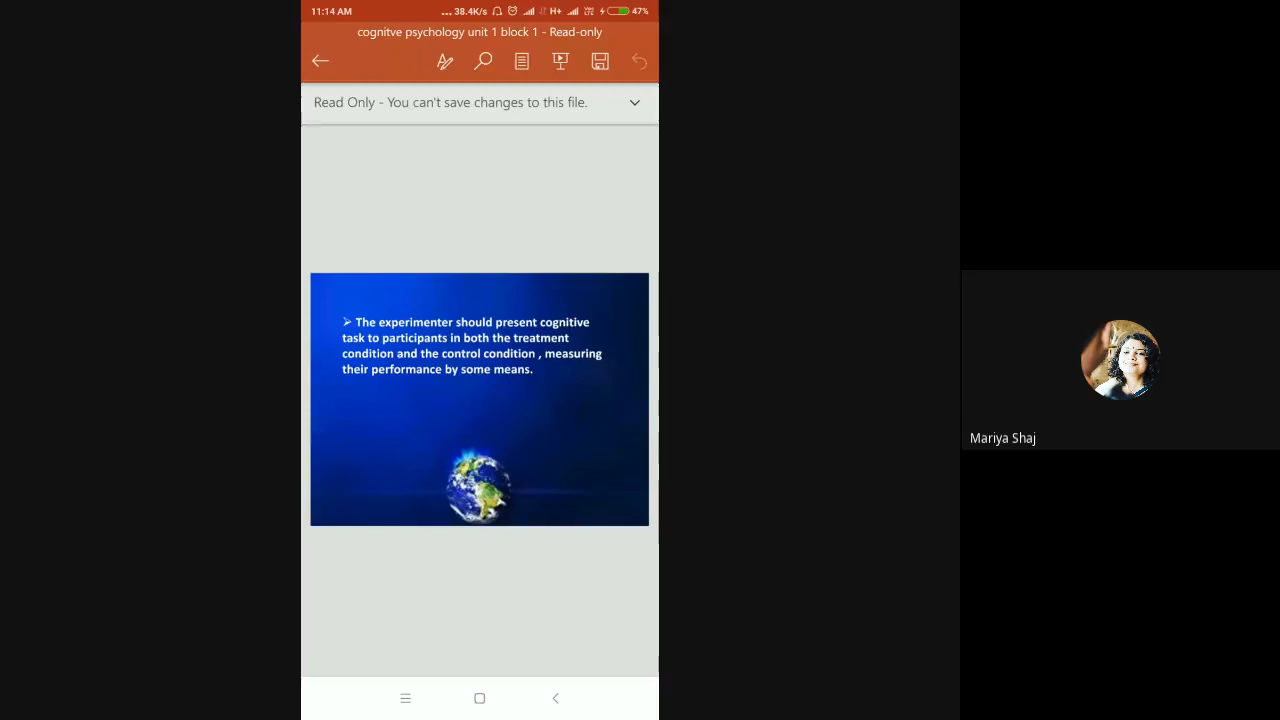 11:14 AM
... 38.4K/s
H+
VoLTE
47%
cognitve psychology unit 1 block 1 - Read-only
Read Only - You can't save changes to this file.
➢ The experimenter should present cognitive
task to participants in both the treatment
condition and the control condition , measuring
their performance by some means.
Mariya Shaj